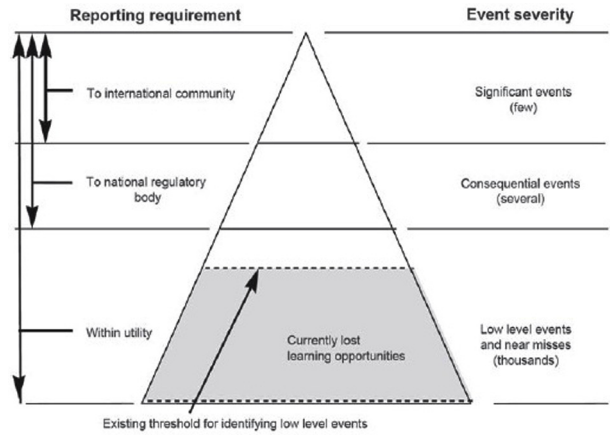 Reporting requirement
Event severity
To international community
Significant events
(few)
To national regulatory
body
Consequential events
(several)
Within utility
Currently lost
learning opportunities
Low level events
and near misses
(thousands)
Existing threshold for identifying low level events